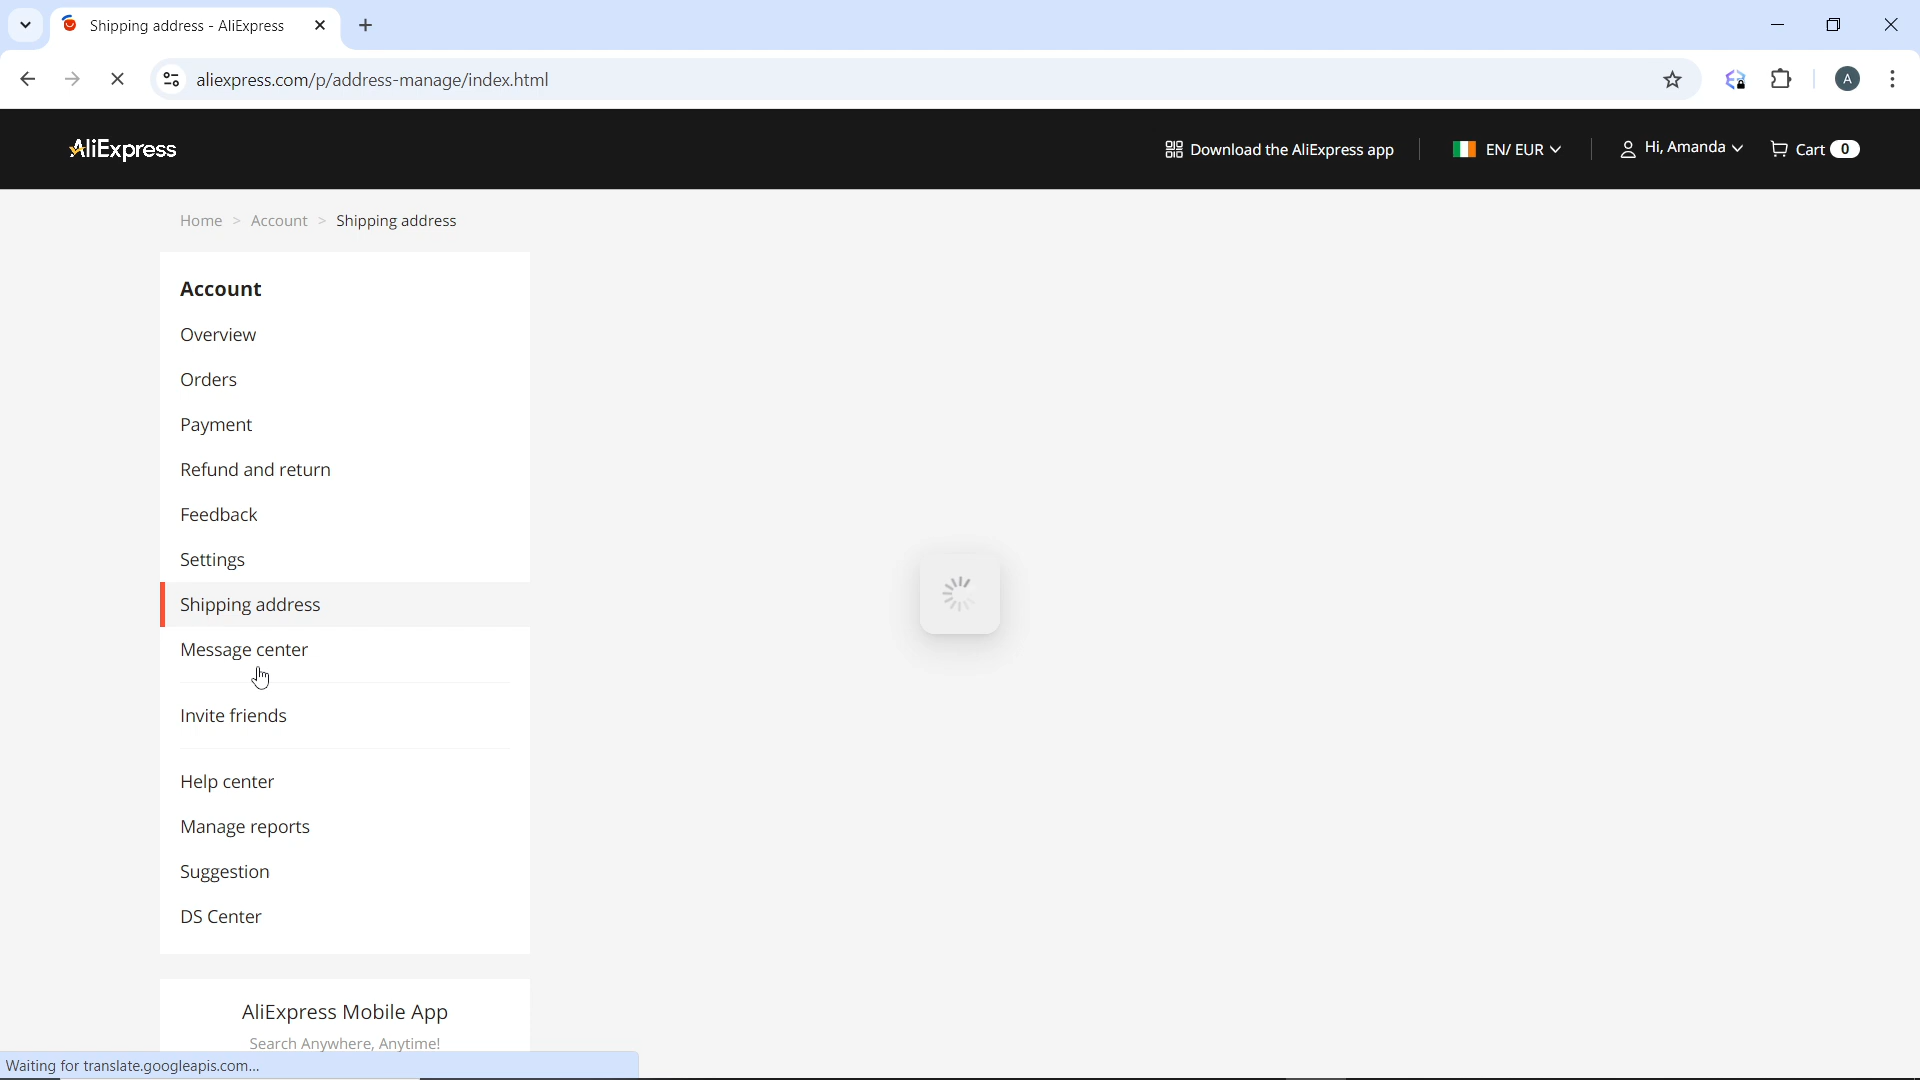 Shipping address - AliExpress
aliexpress.com/p/address-manage/index.html
A
AliExpress
Download the AliExpress app
EN/ EUR
Hi, Amanda
Cart 0
Home > Account > Shipping address
Account
Overview
Orders
Payment
Refund and return
Feedback
Settings
Shipping address
Message center
Invite friends
Help center
Manage reports
Suggestion
DS Center
AliExpress Mobile App
Search Anywhere, Anytime!
Waiting for translate.googleapis.com...